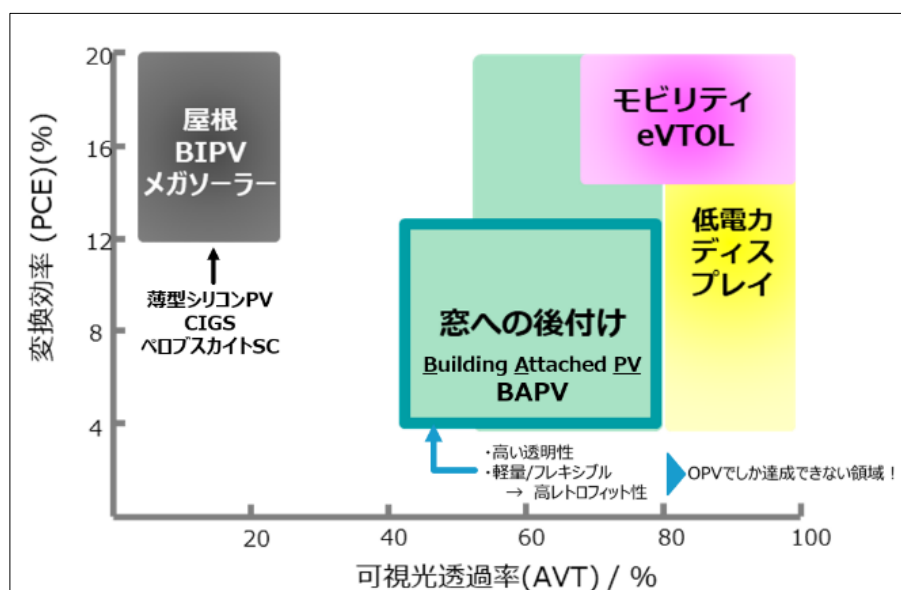 変換効率 (PCE)(%)
20
16
12
8
4
屋根
BIPV
メガソーラー
薄型シリコンPV
CIGS
ペロブスカイトSC
モビリティ
eVTOL
低電力
ディス
プレイ
窓への後付け
Building Attached PV
BAPV
・高い透明性
・軽量/フレキシブル
→ 高レトロフィット性
OPVでしか達成できない領域！
20
40
60
80
100
可視光透過率(AVT) / %